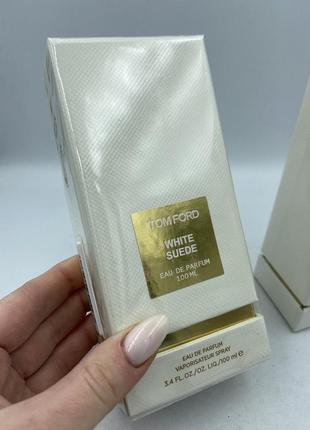 TOM FORD
WHITE
SUEDE
EAU DE PARFUM
100 ML
EAU DE PARFUM
VAPORISATEUR SPRAY
3.4 FL. OZ./OZ. LIQ./100 ml ℮